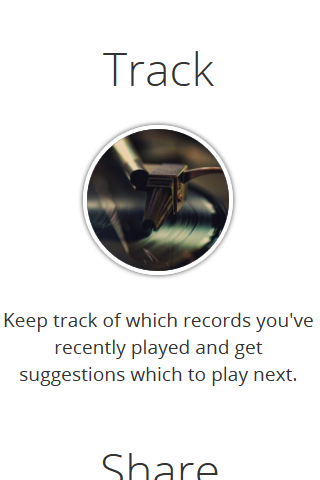 Track
Keep track of which records you've
recently played and get
suggestions which to play next.
Share